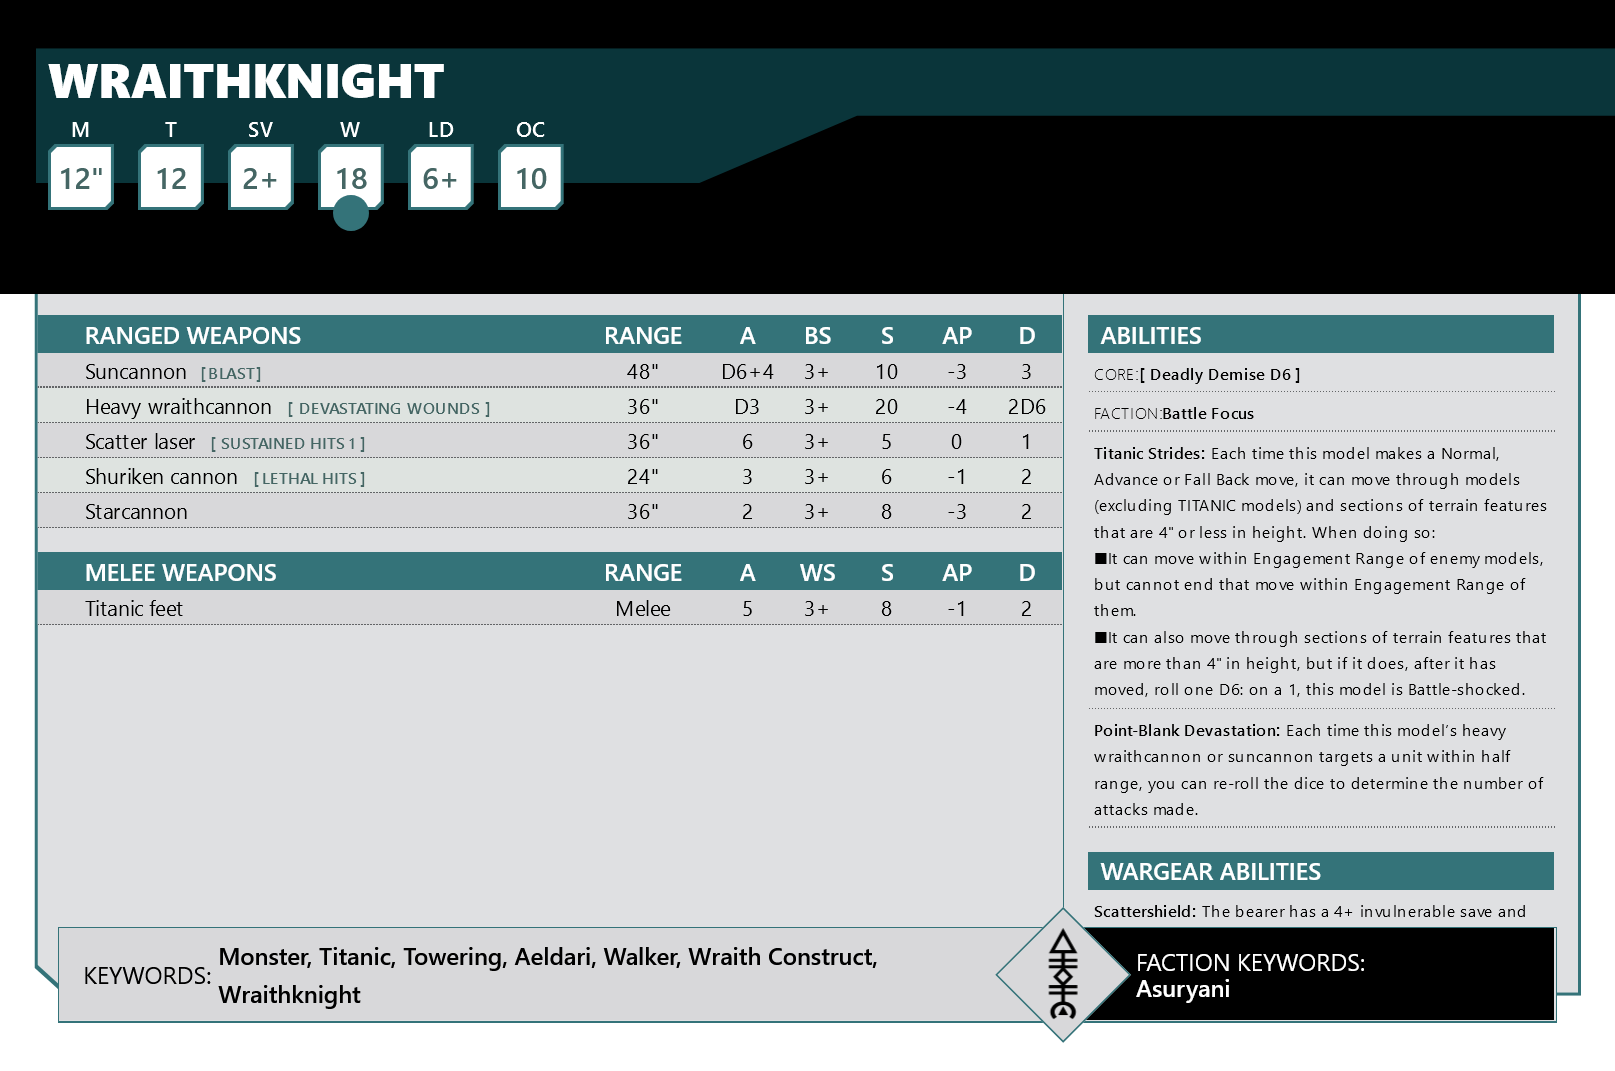 WRAITHKNIGHT
M T SV W LD OC
12" 12 2+ 18 6+ 10
RANGED WEAPONS RANGE A BS S AP D
Suncannon [BLAST] 48" D6+4 3+ 10 -3 3
Heavy wraithcannon [ DEVASTATING WOUNDS ] 36" D3 3+ 20 -4 2D6
Scatter laser [ SUSTAINED HITS 1 ] 36" 6 3+ 5 0 1
Shuriken cannon [ LETHAL HITS ] 24" 3 3+ 6 -1 2
Starcannon 36" 2 3+ 8 -3 2
MELEE WEAPONS RANGE A WS S AP D
Titanic feet Melee 5 3+ 8 -1 2
ABILITIES
CORE:[ Deadly Demise D6 ]
FACTION:Battle Focus
Titanic Strides: Each time this model makes a Normal,
Advance or Fall Back move, it can move through models
(excluding TITANIC models) and sections of terrain features
that are 4" or less in height. When doing so:
■It can move within Engagement Range of enemy models,
but cannot end that move within Engagement Range of
them.
■It can also move through sections of terrain features that
are more than 4" in height, but if it does, after it has
moved, roll one D6: on a 1, this model is Battle-shocked.
Point-Blank Devastation: Each time this model’s heavy
wraithcannon or suncannon targets a unit within half
range, you can re-roll the dice to determine the number of
attacks made.
WARGEAR ABILITIES
Scattershield: The bearer has a 4+ invulnerable save and
KEYWORDS: Monster, Titanic, Towering, Aeldari, Walker, Wraith Construct,
Wraithknight
FACTION KEYWORDS:
Asuryani